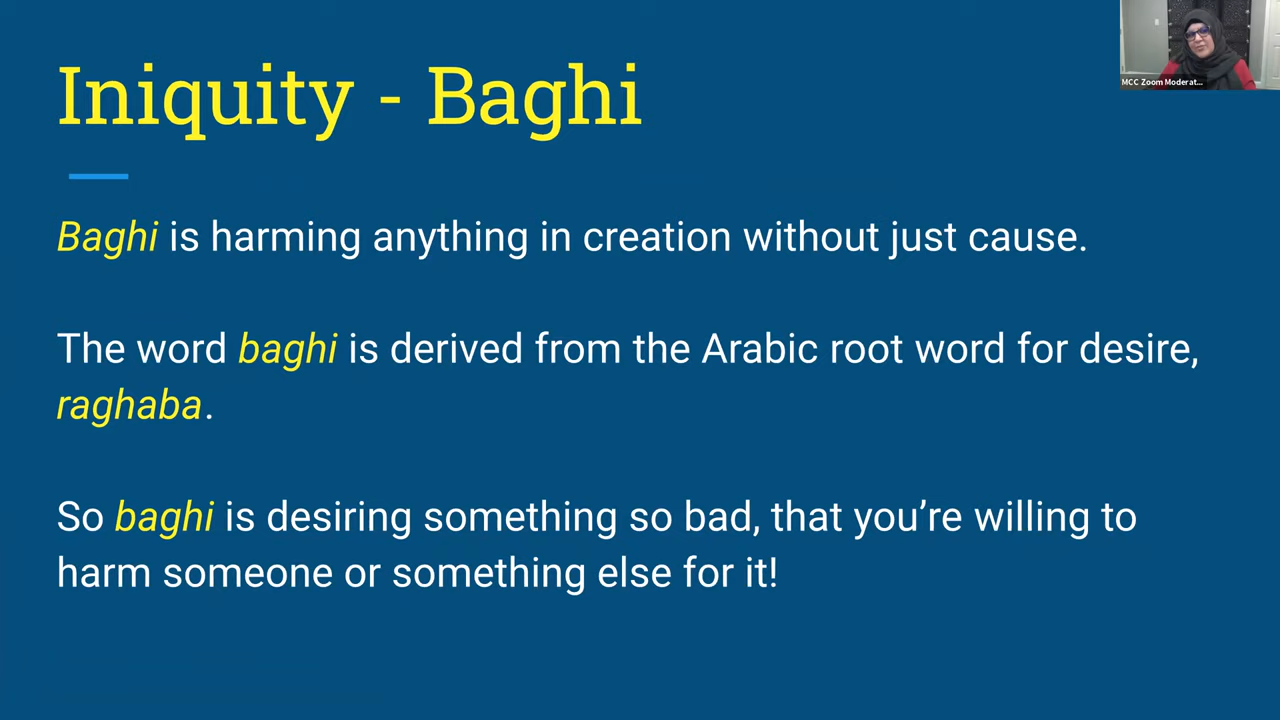 Iniquity - Baghi
MCC Zoom Moderat...
Baghi is harming anything in creation without just cause.
The word baghi is derived from the Arabic root word for desire,
raghaba.
So baghi is desiring something so bad, that you’re willing to
harm someone or something else for it!